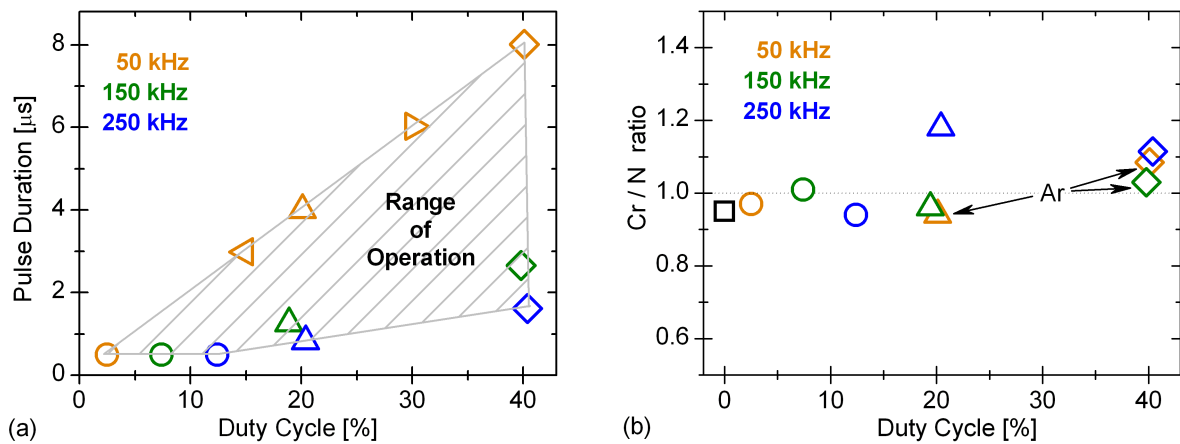 8
6
4
2
0
Pulse Duration [µs]
50 kHz
150 kHz
250 kHz
Range
of
Operation
0
10
20
30
40
(a)
Duty Cycle [%]
1.4
1.2
1.0
0.8
0.6
Cr / N ratio
50 kHz
150 kHz
250 kHz
Ar
0
10
20
30
40
(b)
Duty Cycle [%]